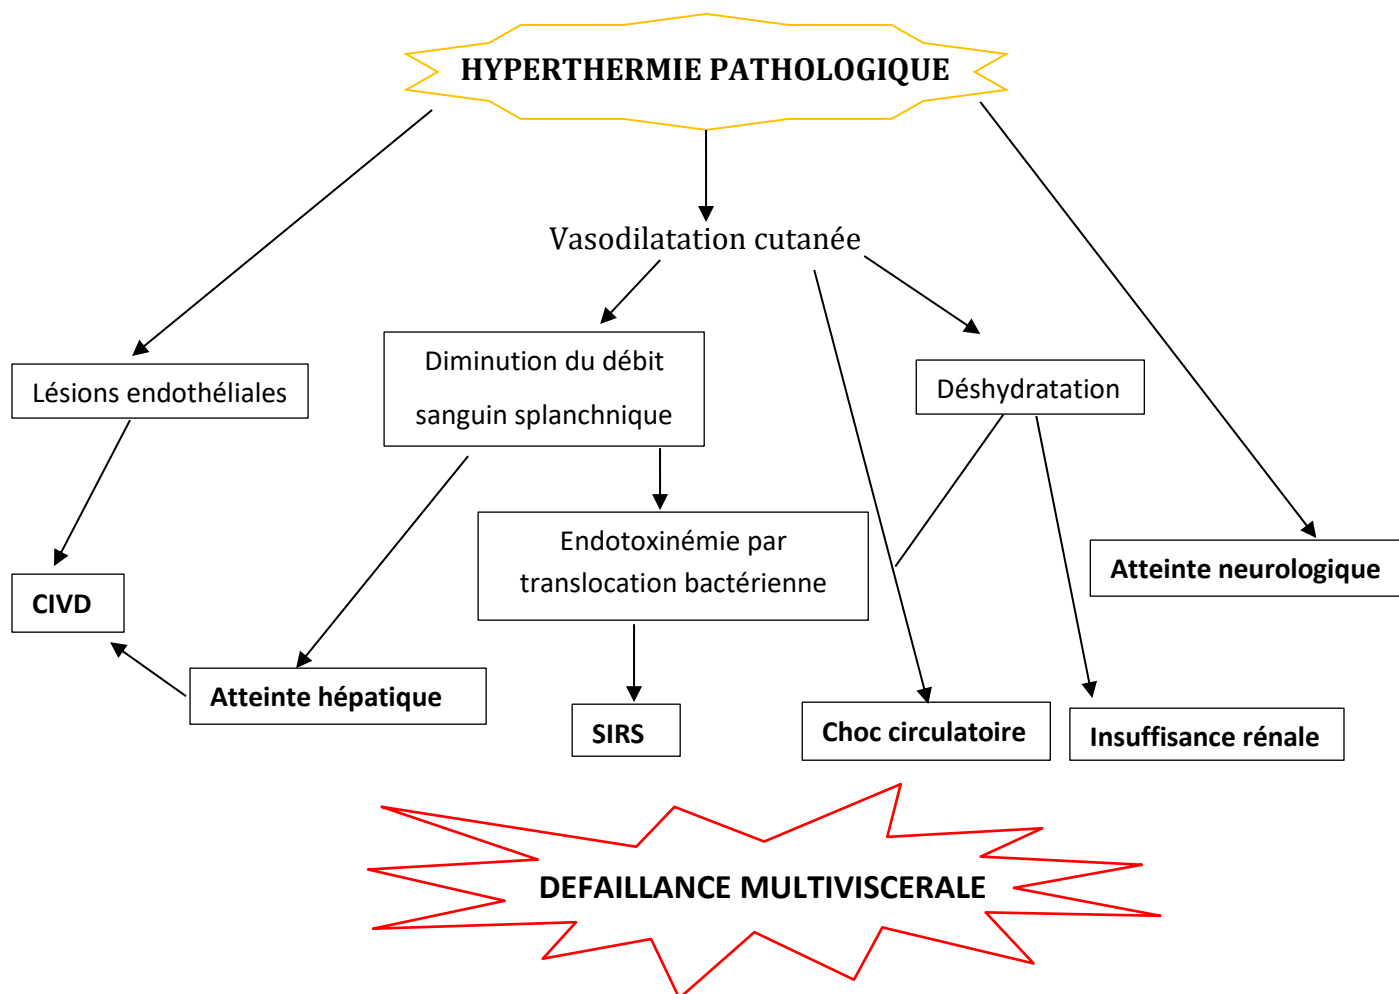 HYPERTHERMIE PATHOLOGIQUE
Vasodilatation cutanée
Lésions endothéliales
Diminution du débit
sanguin splanchnique
Déshydratation
Endotoxinémie par
translocation bactérienne
Atteinte neurologique
CIVD
Atteinte hépatique
SIRS
Choc circulatoire
Insuffisance rénale
DEFAILLANCE MULTIVISCERALE